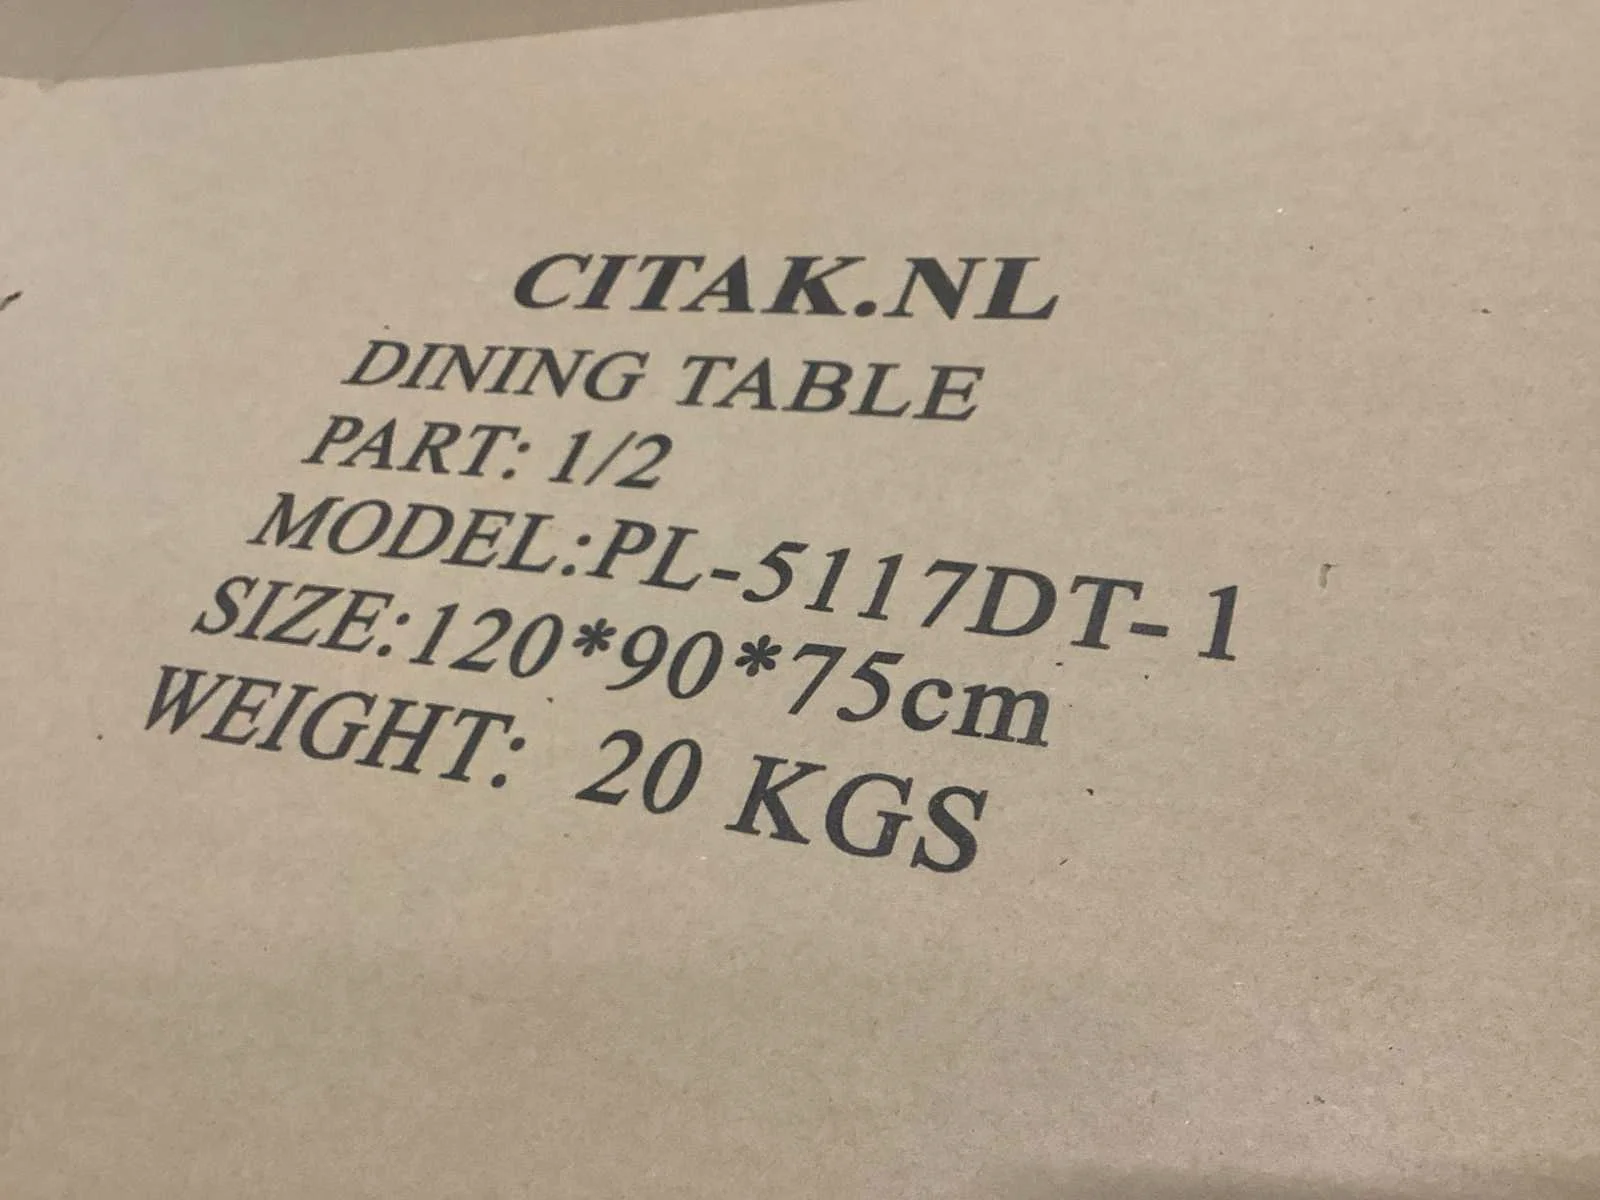 CITAK.NL
DINING TABLE
PART: 1/2
MODEL:PL-5117DT-1
SIZE:120*90*75cm
WEIGHT: 20 KGS